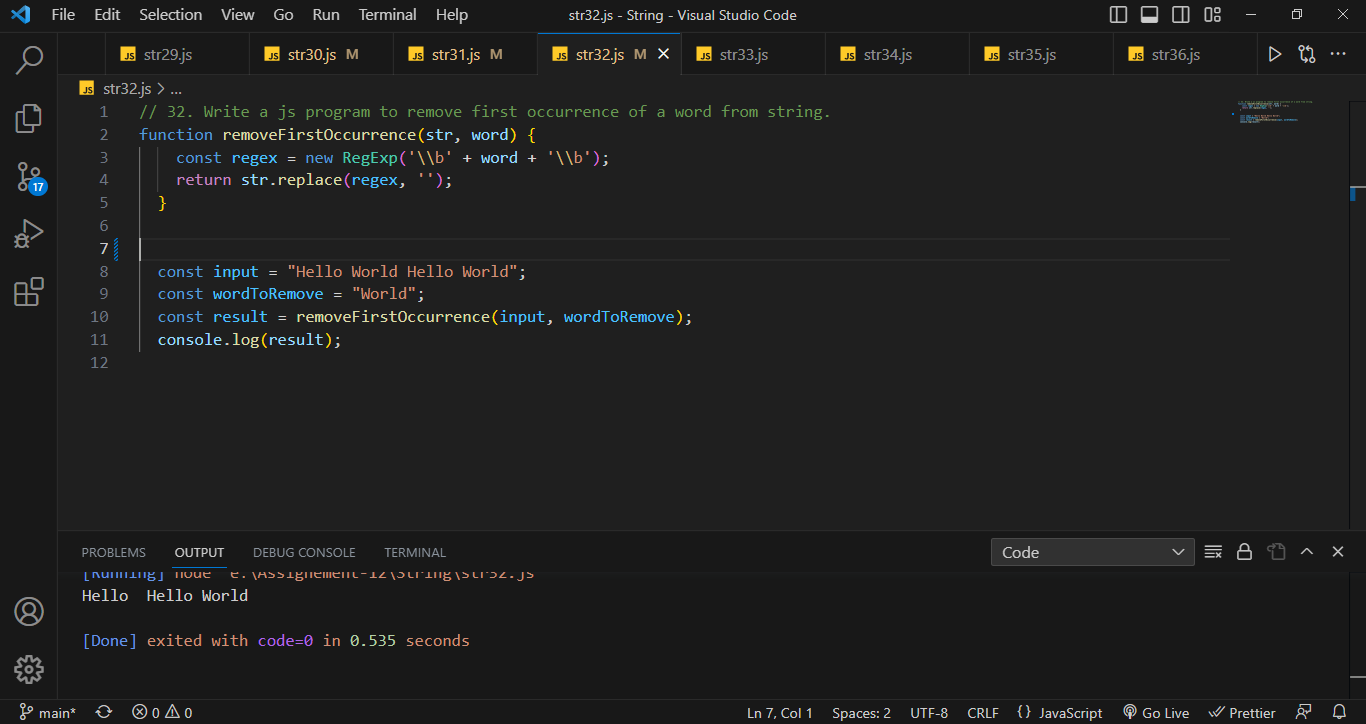 File Edit Selection View Go Run Terminal Help str32.js - String - Visual Studio Code
JS str29.js JS str30.js M JS str31.js M JS str32.js M JS str33.js JS str34.js JS str35.js JS str36.js
JS str32.js > ...
1 // 32. Write a js program to remove first occurrence of a word from string.
2 function removeFirstOccurrence(str, word) {
3 const regex = new RegExp('\\b' + word + '\\b');
4 return str.replace(regex, '');
5 }
6
7
8 const input = "Hello World Hello World";
9 const wordToRemove = "World";
10 const result = removeFirstOccurrence(input, wordToRemove);
11 console.log(result);
12
17
PROBLEMS OUTPUT DEBUG CONSOLE TERMINAL Code
[Running] node e:\Assignement-12\String\str32.js
Hello  Hello World
[Done] exited with code=0 in 0.535 seconds
main* 0 0 Ln 7, Col 1 Spaces: 2 UTF-8 CRLF {} JavaScript Go Live Prettier